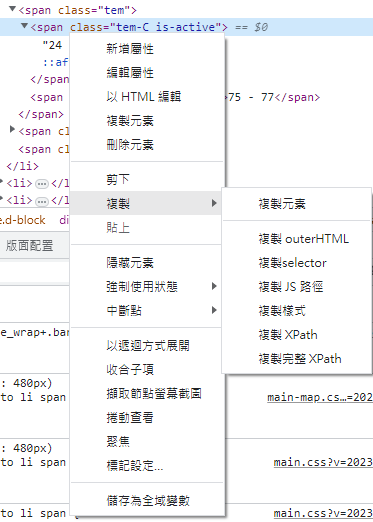 <span class="tem">
<span class="tem-C is-active"> == $0
"24
::af
</span>
<span
>75 - 77</span>
</span>
<span cl
<span cl
</li>
<li> ⋯ </l
<li> ⋯ </l
e.d-block
di
版面配置
e_wrap+.bar
: 480px)
to li span
main-map.cs…=202
: 480px)
to li span
main.css?v=2023
to li span
main.css?v=2023
新增屬性
編輯屬性
以 HTML 編輯
複製元素
刪除元素
剪下
複製
貼上
隱藏元素
強制使用狀態
中斷點
以遞迴方式展開
收合子項
擷取節點螢幕截圖
捲動查看
聚焦
標記設定...
儲存為全域變數
複製元素
複製 outerHTML
複製selector
複製 JS 路徑
複製樣式
複製 XPath
複製完整 XPath